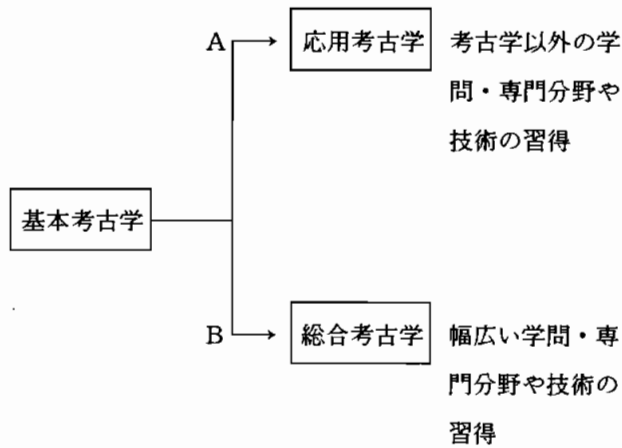 A
応用考古学
考古学以外の学
問・専門分野や
技術の習得
基本考古学
B
総合考古学
幅広い学問・専
門分野や技術の
習得